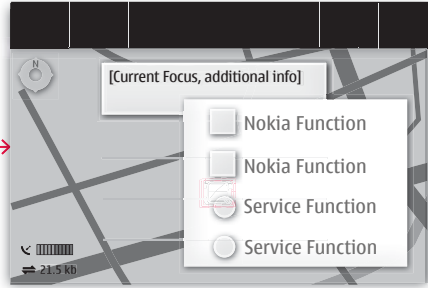 N
[Current Focus, additional info]
Nokia Function
Nokia Function
Service Function
Service Function
21.5 kb